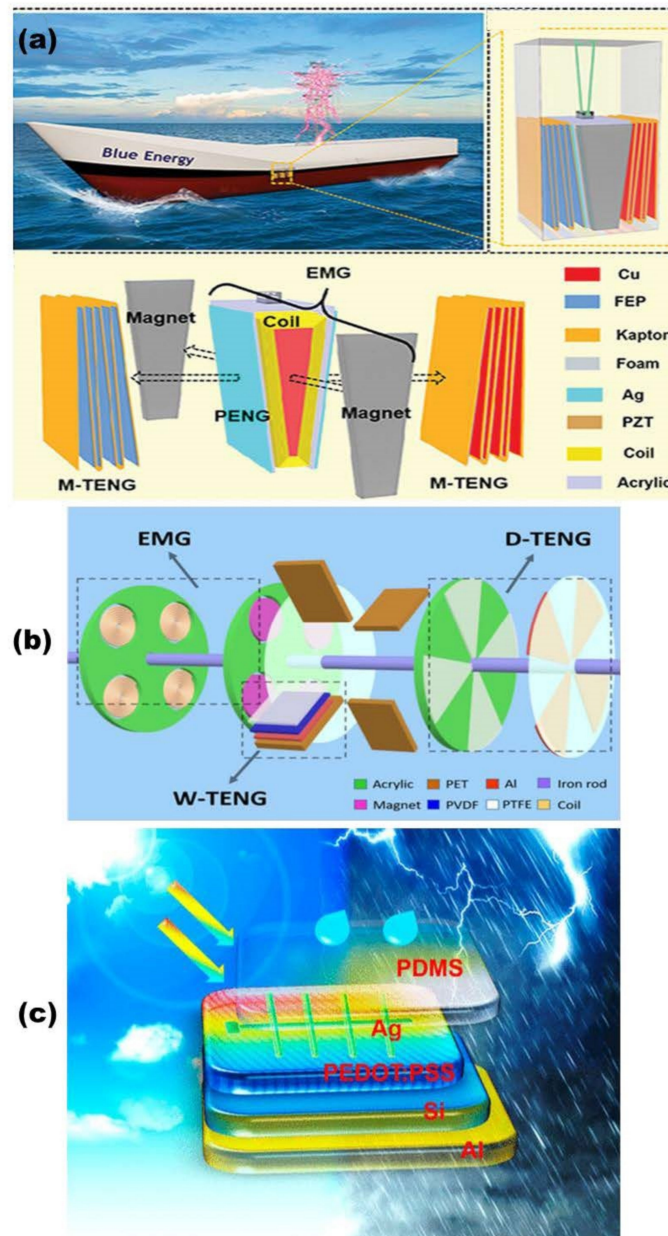 (a)
Blue Energy
EMG
Magnet
Coil
PENG
Magnet
M-TENG
M-TENG
Cu
FEP
Kapton
Foam
Ag
PZT
Coil
Acrylic
(b)
EMG
D-TENG
W-TENG
Acrylic PET Al Iron rod
Magnet PVDF PTFE Coil
(c)
PDMS
Ag
PEDOT:PSS
Si
Al